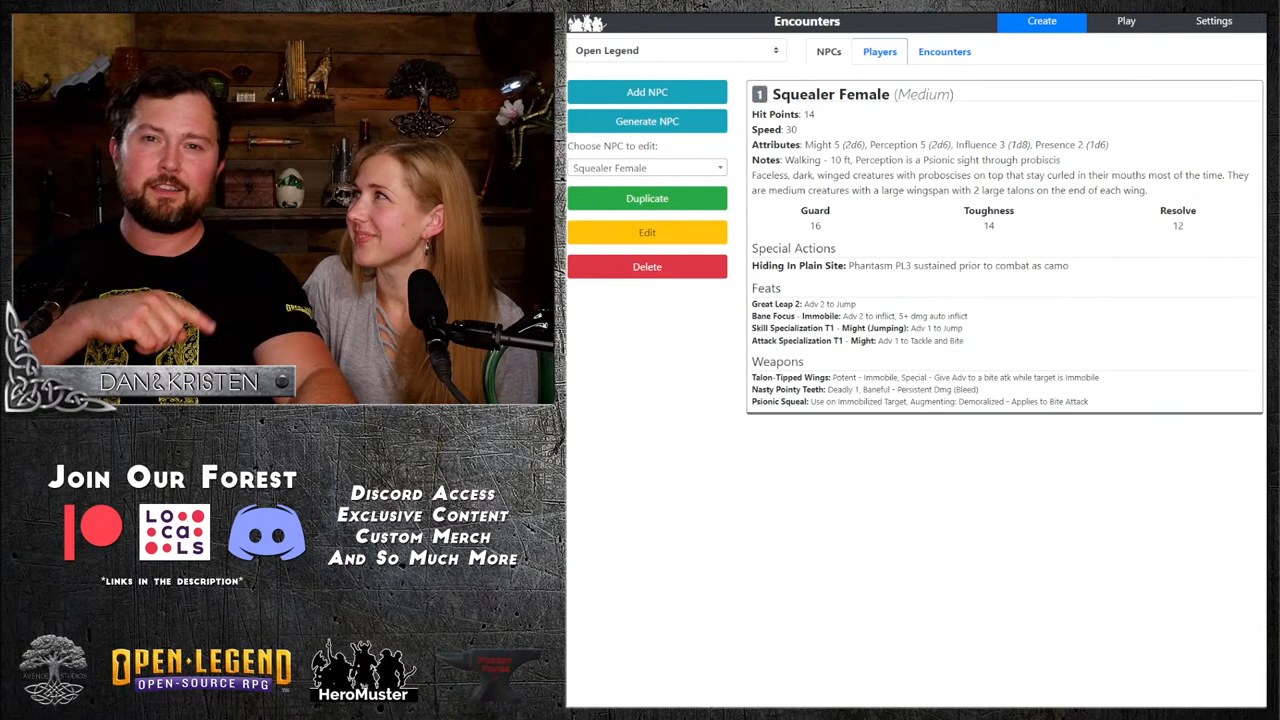 Encounters
Create
Play
Settings
Open Legend
NPCs
Players
Encounters
Add NPC
Generate NPC
Choose NPC to edit:
Squealer Female
Duplicate
Edit
Delete
1 Squealer Female (Medium)
Hit Points: 14
Speed: 30
Attributes: Might 5 (2d6), Perception 5 (2d6), Influence 3 (1d8), Presence 2 (1d6)
Notes: Walking - 10 ft, Perception is a Psionic sight through probiscis
Faceless, dark, winged creatures with proboscises on top that stay curled in their mouths most of the time. They
are medium creatures with a large wingspan with 2 large talons on the end of each wing.
Guard Toughness Resolve
16 14 12
Special Actions
Hiding In Plain Site: Phantasm PL3 sustained prior to combat as camo
Feats
Great Leap 2: Adv 2 to Jump
Bane Focus - Immobile: Adv 2 to inflict, 5+ dmg auto inflict
Skill Specialization T1 - Might (Jumping): Adv 1 to Jump
Attack Specialization T1 - Might: Adv 1 to Tackle and Bite
Weapons
Talon-Tipped Wings: Potent - Immobile, Special - Give Adv to a bite atk while target is Immobile
Nasty Pointy Teeth: Deadly 1, Baneful - Persistent Dmg (Bleed)
Psionic Squeal: Use on Immobilized Target, Augmenting: Demoralized - Applies to Bite Attack
DAN & KRISTEN
Join Our Forest
LO
ca
LS
*Links in the description*
Discord Access
Exclusive Content
Custom Merch
And So Much More
AVENUE STUDIOS
OPEN LEGEND
OPEN-SOURCE RPG
HeroMuster